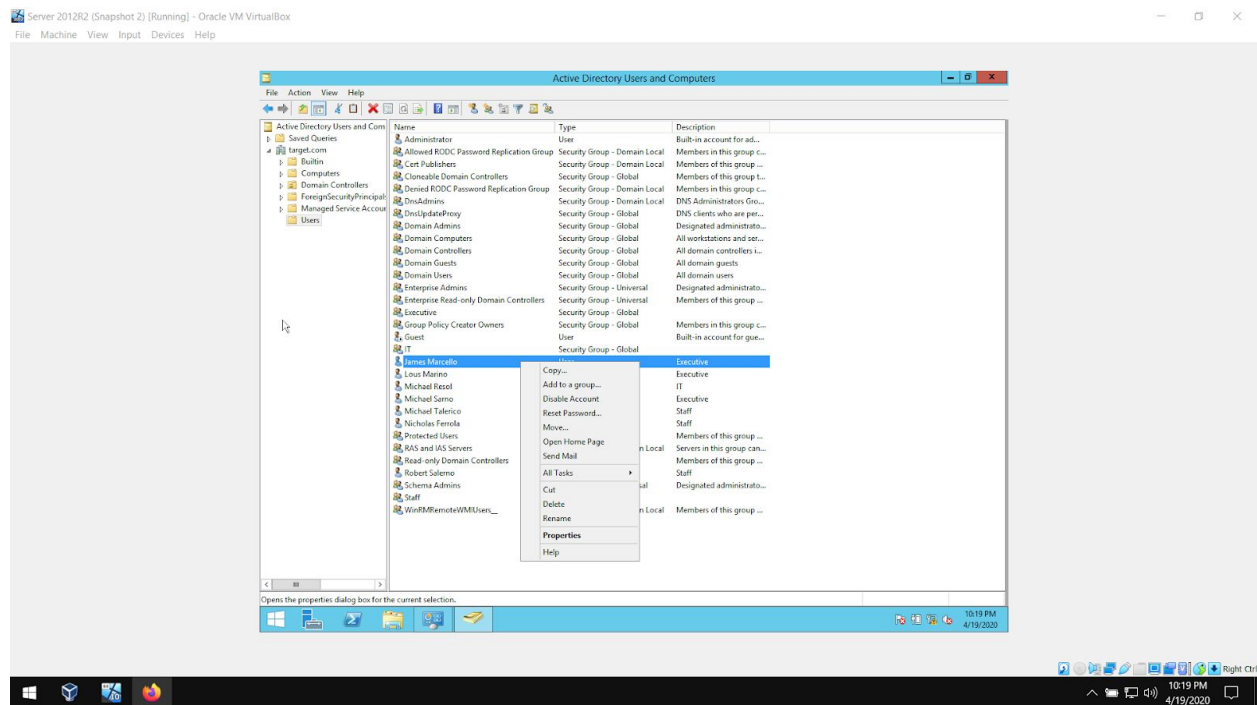 Server 2012R2 (Snapshot 2) [Running] - Oracle VM VirtualBox
File Machine View Input Devices Help
Active Directory Users and Computers
File Action View Help
Active Directory Users and Com
Saved Queries
target.com
Builtin
Computers
Domain Controllers
ForeignSecurityPrincipals
Managed Service Accour
Users
Name Type Description
Administrator User Built-in account for ad...
Allowed RODC Password Replication Group Security Group - Domain Local Members in this group c...
Cert Publishers Security Group - Domain Local Members of this group ...
Cloneable Domain Controllers Security Group - Global Members of this group t...
Denied RODC Password Replication Group Security Group - Domain Local Members in this group c...
DnsAdmins Security Group - Domain Local DNS Administrators Gro...
DnsUpdateProxy Security Group - Global DNS clients who are per...
Domain Admins Security Group - Global Designated administrato...
Domain Computers Security Group - Global All workstations and ser...
Domain Controllers Security Group - Global All domain controllers i...
Domain Guests Security Group - Global All domain guests
Domain Users Security Group - Global All domain users
Enterprise Admins Security Group - Universal Designated administrato...
Enterprise Read-only Domain Controllers Security Group - Universal Members of this group ...
Executive Security Group - Global
Group Policy Creator Owners Security Group - Global Members in this group c...
Guest User Built-in account for gue...
IT Security Group - Global
James Marcello User Executive
Lous Marino Executive
Michael Resol IT
Michael Sarno Executive
Michael Talerico Staff
Nicholas Ferrola Staff
Protected Users Members of this group ...
RAS and IAS Servers n Local Servers in this group can...
Read-only Domain Controllers Members of this group ...
Robert Salerno Staff
Schema Admins sal Designated administrato...
Staff
WinRMRemoteWMIUsers__ n Local Members of this group ...
Copy...
Add to a group...
Disable Account
Reset Password...
Move...
Open Home Page
Send Mail
All Tasks
Cut
Delete
Rename
Properties
Help
Opens the properties dialog box for the current selection.
10:19 PM
4/19/2020
Right Ctrl
10:19 PM
4/19/2020